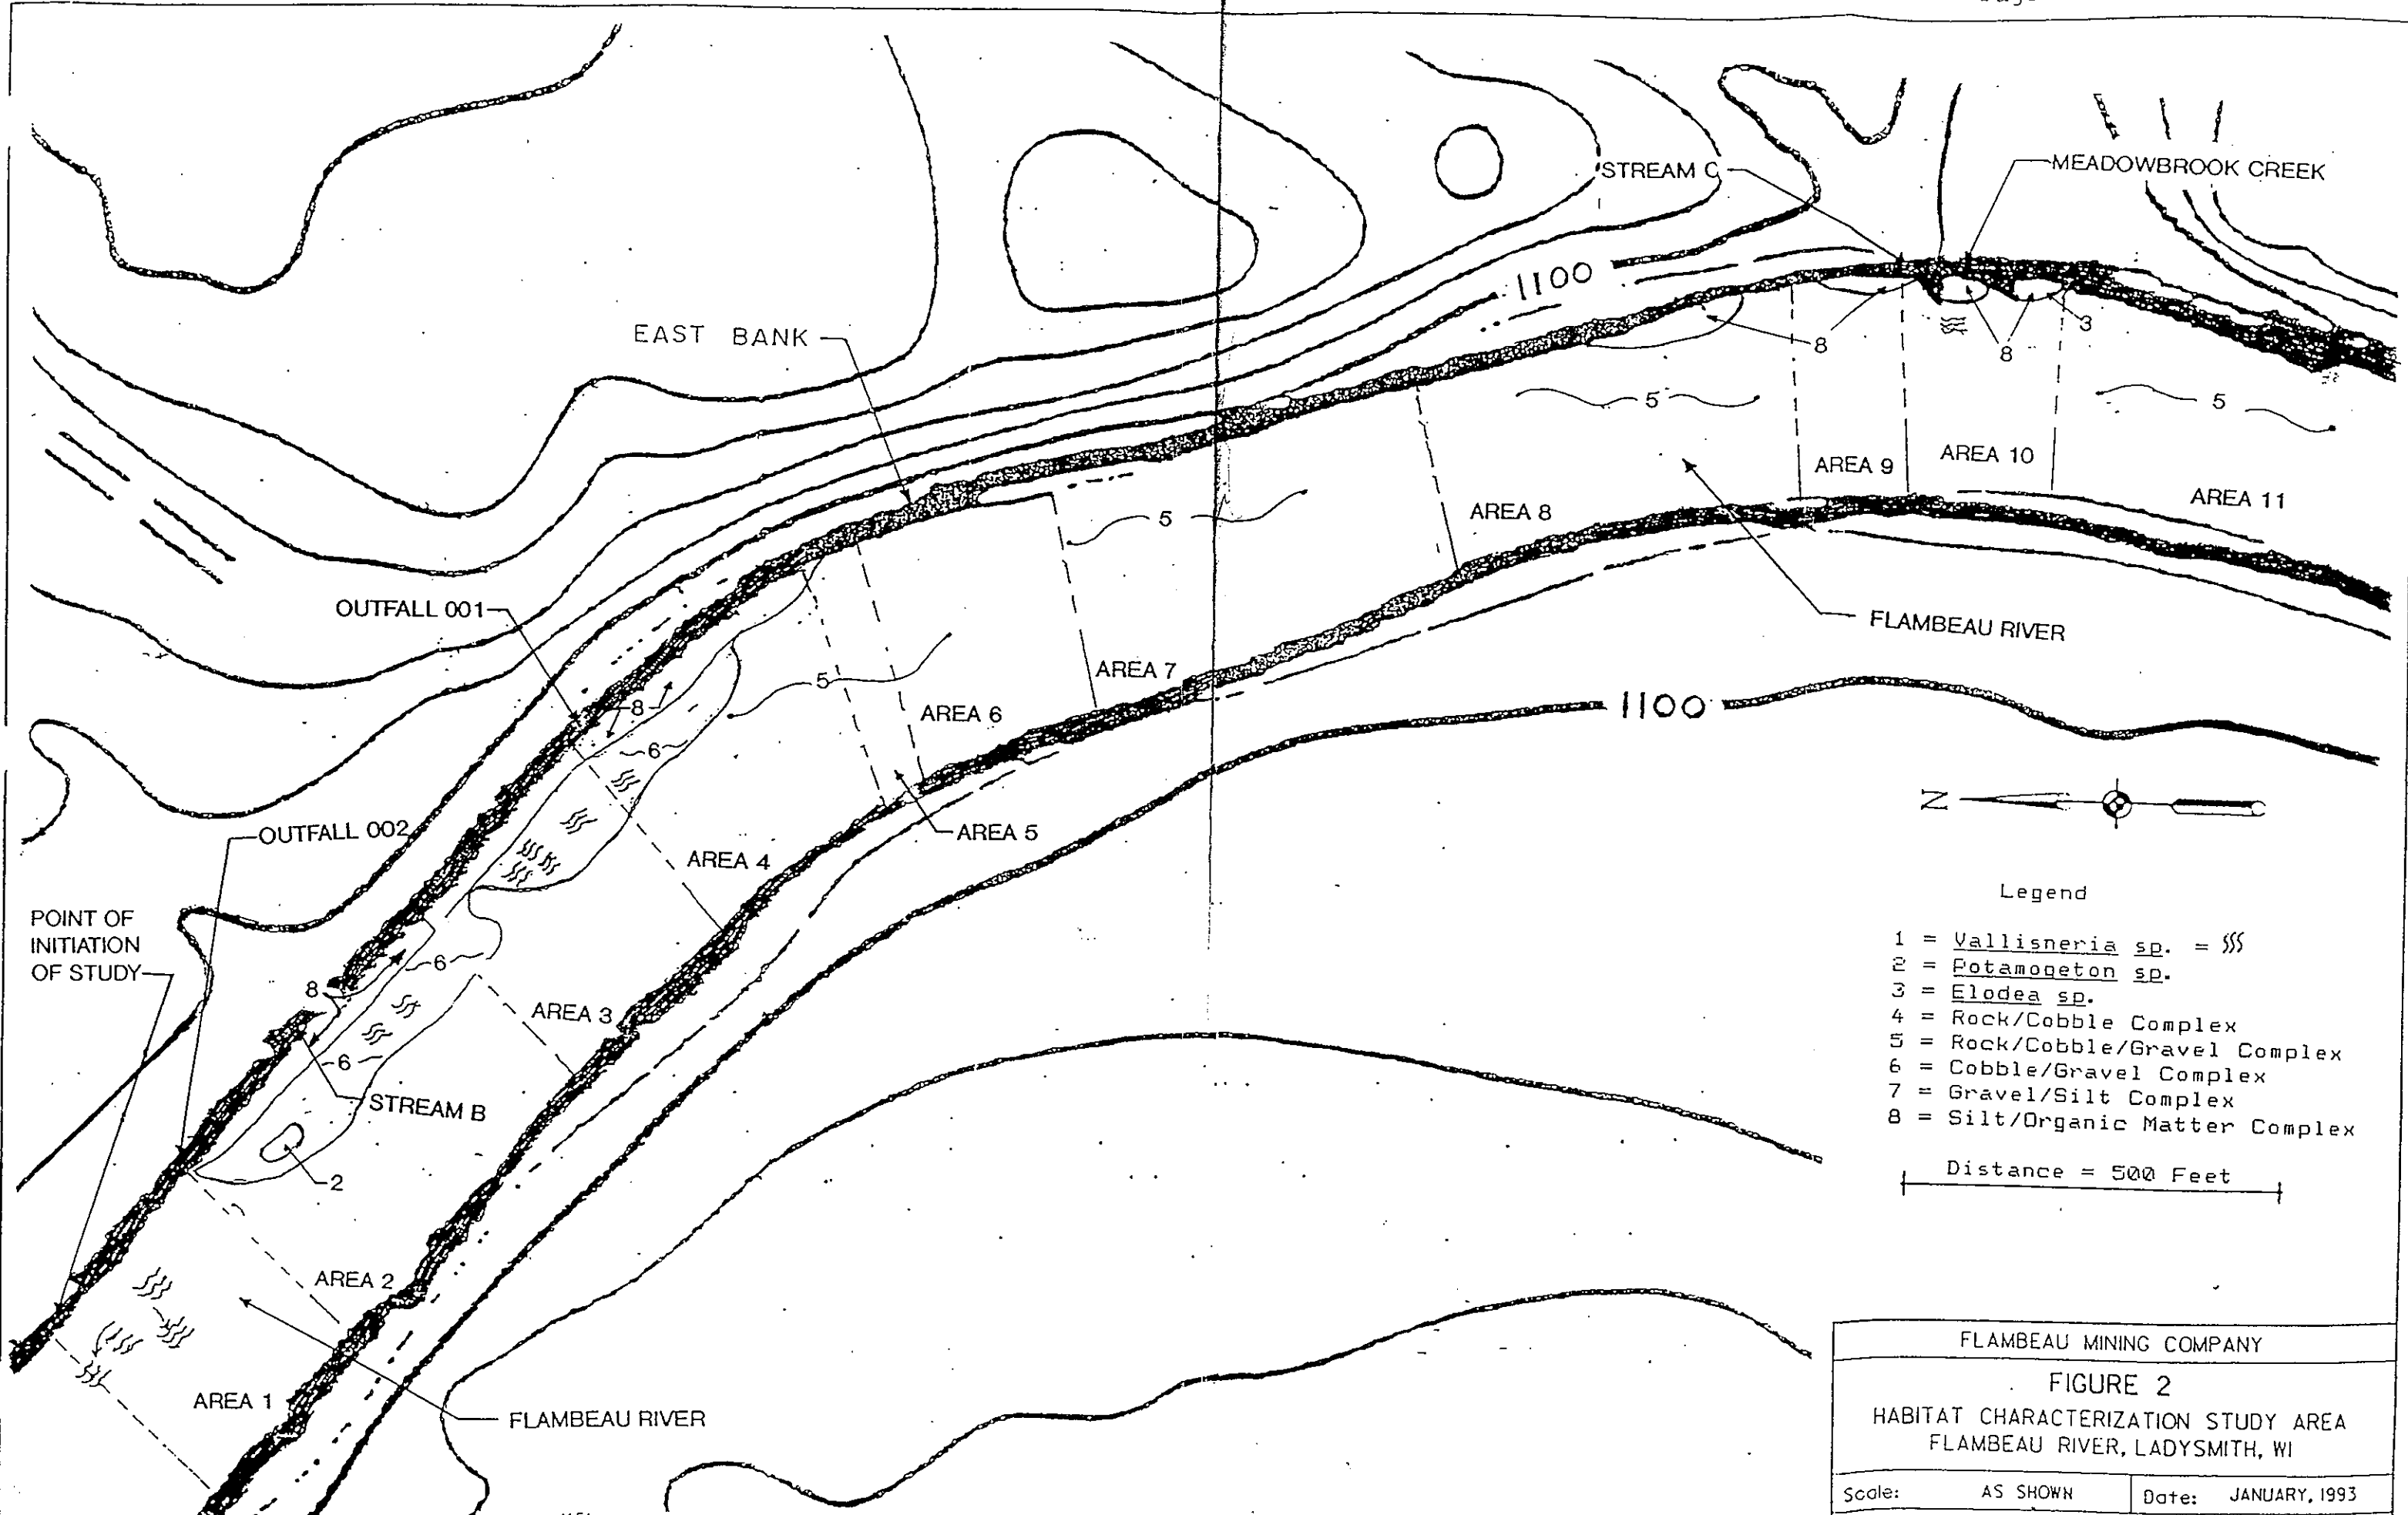 STREAM C
MEADOWBROOK CREEK
1100
EAST BANK
8
8
3
5
5
AREA 9
AREA 10
AREA 11
5
AREA 8
OUTFALL 001
FLAMBEAU RIVER
AREA 7
5
8
AREA 6
1100
6
N
OUTFALL 002
AREA 5
AREA 4
POINT OF
INITIATION
OF STUDY
6
8
AREA 3
6
STREAM B
2
AREA 2
AREA 1
FLAMBEAU RIVER
Legend
1 = Vallisneria sp. =
2 = Potamogeton sp.
3 = Elodea sp.
4 = Rock/Cobble Complex
5 = Rock/Cobble/Gravel Complex
6 = Cobble/Gravel Complex
7 = Gravel/Silt Complex
8 = Silt/Organic Matter Complex
Distance = 500 Feet
FLAMBEAU MINING COMPANY
FIGURE 2
HABITAT CHARACTERIZATION STUDY AREA
FLAMBEAU RIVER, LADYSMITH, WI
Scale: AS SHOWN
Date: JANUARY, 1993